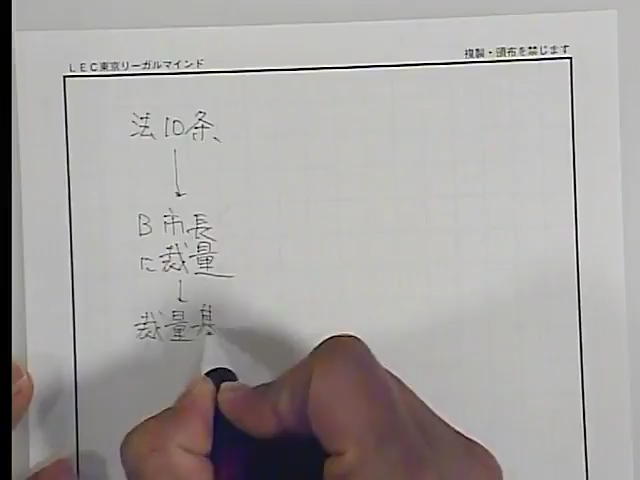 LEC東京リーガルマインド
複製・頒布を禁じます
法10条、
↓
B市長
に裁量
↓
裁量基